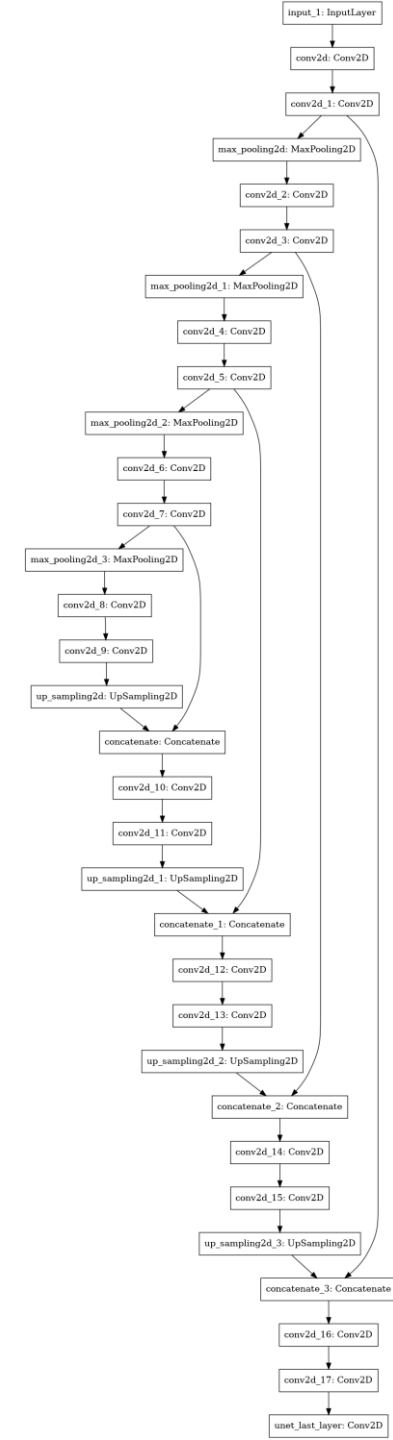 input_1: InputLayer
conv2d: Conv2D
conv2d_1: Conv2D
max_pooling2d: MaxPooling2D
conv2d_2: Conv2D
conv2d_3: Conv2D
max_pooling2d_1: MaxPooling2D
conv2d_4: Conv2D
conv2d_5: Conv2D
max_pooling2d_2: MaxPooling2D
conv2d_6: Conv2D
conv2d_7: Conv2D
max_pooling2d_3: MaxPooling2D
conv2d_8: Conv2D
conv2d_9: Conv2D
up_sampling2d: UpSampling2D
concatenate: Concatenate
conv2d_10: Conv2D
conv2d_11: Conv2D
up_sampling2d_1: UpSampling2D
concatenate_1: Concatenate
conv2d_12: Conv2D
conv2d_13: Conv2D
up_sampling2d_2: UpSampling2D
concatenate_2: Concatenate
conv2d_14: Conv2D
conv2d_15: Conv2D
up_sampling2d_3: UpSampling2D
concatenate_3: Concatenate
conv2d_16: Conv2D
conv2d_17: Conv2D
unet_last_layer: Conv2D